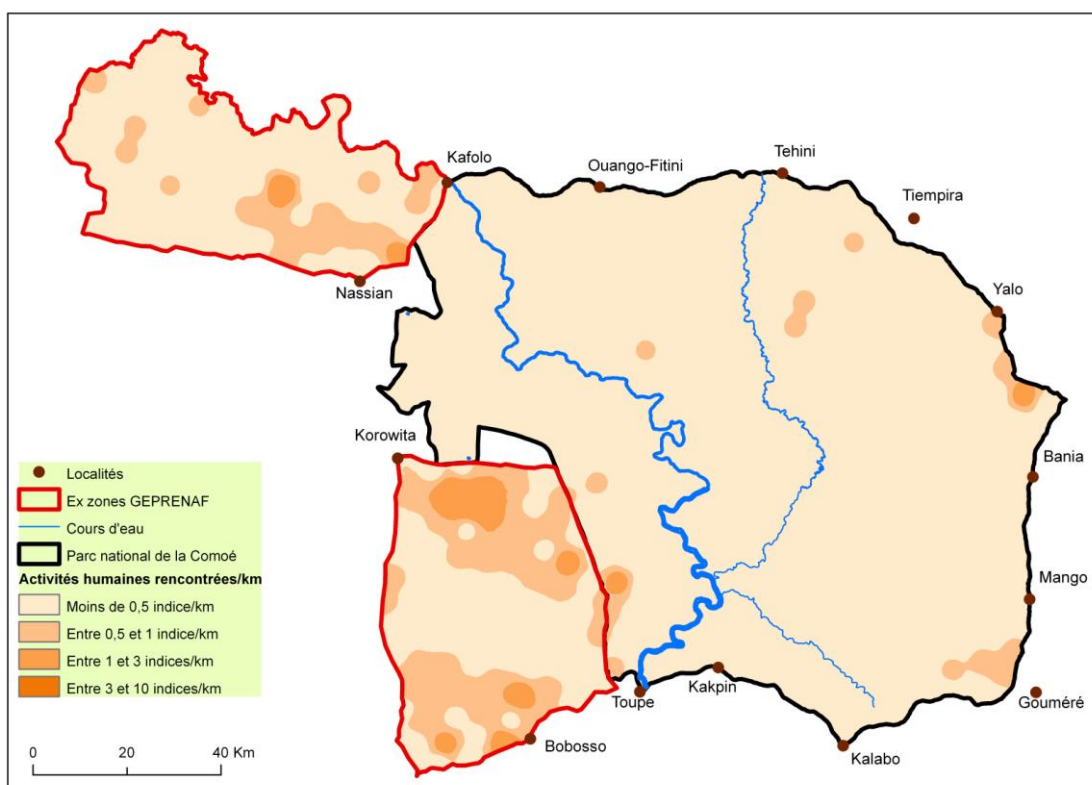 Kafolo
Ouango-Fitini
Tehini
Tiempira
Nassian
Yalo
Korowita
Bania
Mango
Toupe
Kakpin
Gouméré
Bobosso
Kalabo
Localités
Ex zones GEPRENAF
Cours d'eau
Parc national de la Comoé
Activités humaines rencontrées/km
Moins de 0,5 indice/km
Entre 0,5 et 1 indice/km
Entre 1 et 3 indices/km
Entre 3 et 10 indices/km
0 20 40 Km